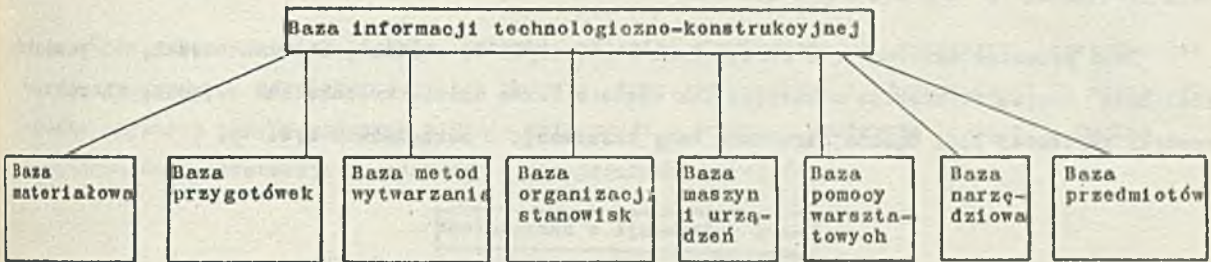 Baza informacji technologiczno-konstrukcyjnej
Baza
materiałowa
Baza
przygotówek
Baza metod
wytwarzania
Baza
organizacji
stanowisk
Baza
maszyn
i urzą-
dzeń
Baza
pomocy
warszta-
towych
Baza
narzę-
dziowa
Baza
przedmiotów